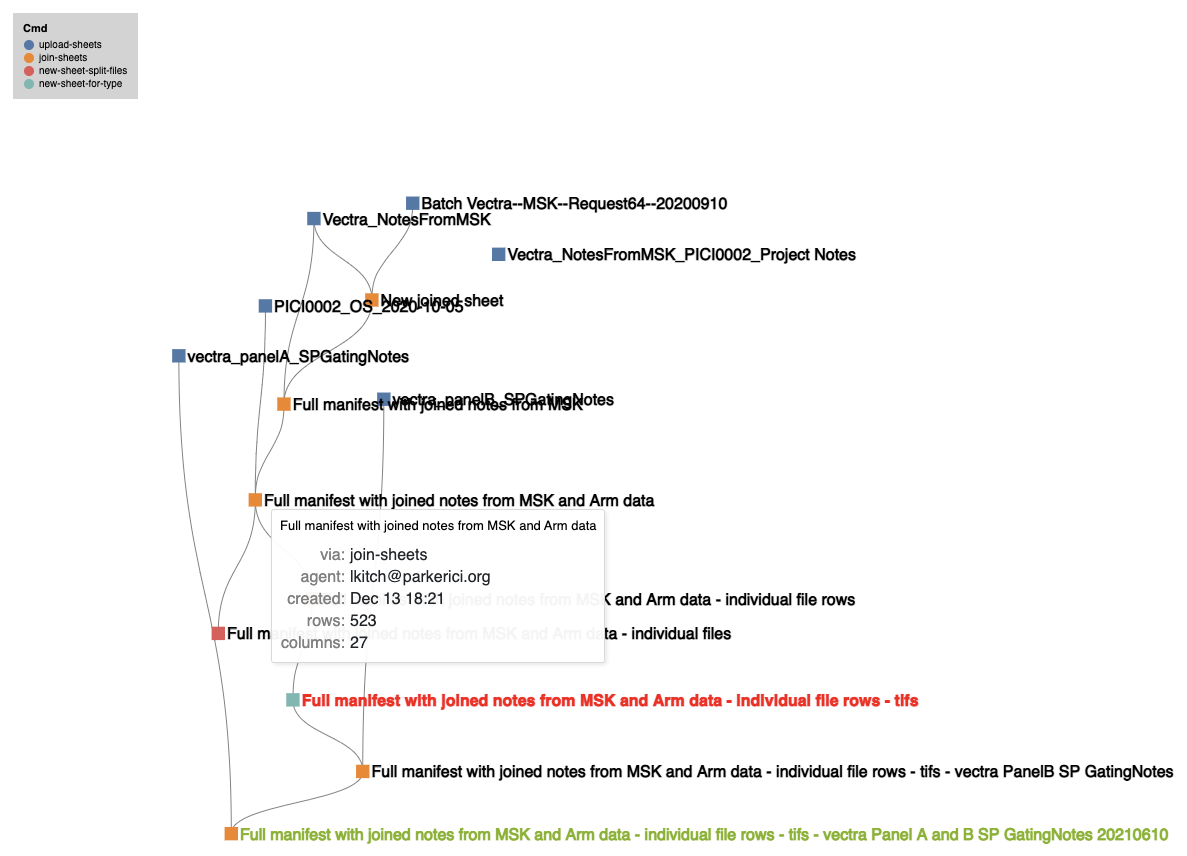 Cmd
upload-sheets
join-sheets
new-sheet-split-files
new-sheet-for-type
Batch Vectra--MSK--Request64--20200910
Vectra_NotesFromMSK
Vectra_NotesFromMSK_PICI0002_Project Notes
New joined sheet
PICI0002_OS_2020-10-05
vectra_panelA_SPGatingNotes
vectra_panelB_SPGatingNotes
Full manifest with joined notes from MSK
Full manifest with joined notes from MSK and Arm data
Full manifest with joined notes from MSK and Arm data
via: join-sheets
agent: lkitch@parkerici.org
created: Dec 13 18:21
rows: 523
columns: 27
joined notes from MSK and Arm data - individual file rows
Full manifest with joined notes from MSK and Arm data - individual files
Full manifest with joined notes from MSK and Arm data - individual file rows - tifs
Full manifest with joined notes from MSK and Arm data - individual file rows - tifs - vectra PanelB SP GatingNotes
Full manifest with joined notes from MSK and Arm data - individual file rows - tifs - vectra Panel A and B SP GatingNotes 20210610